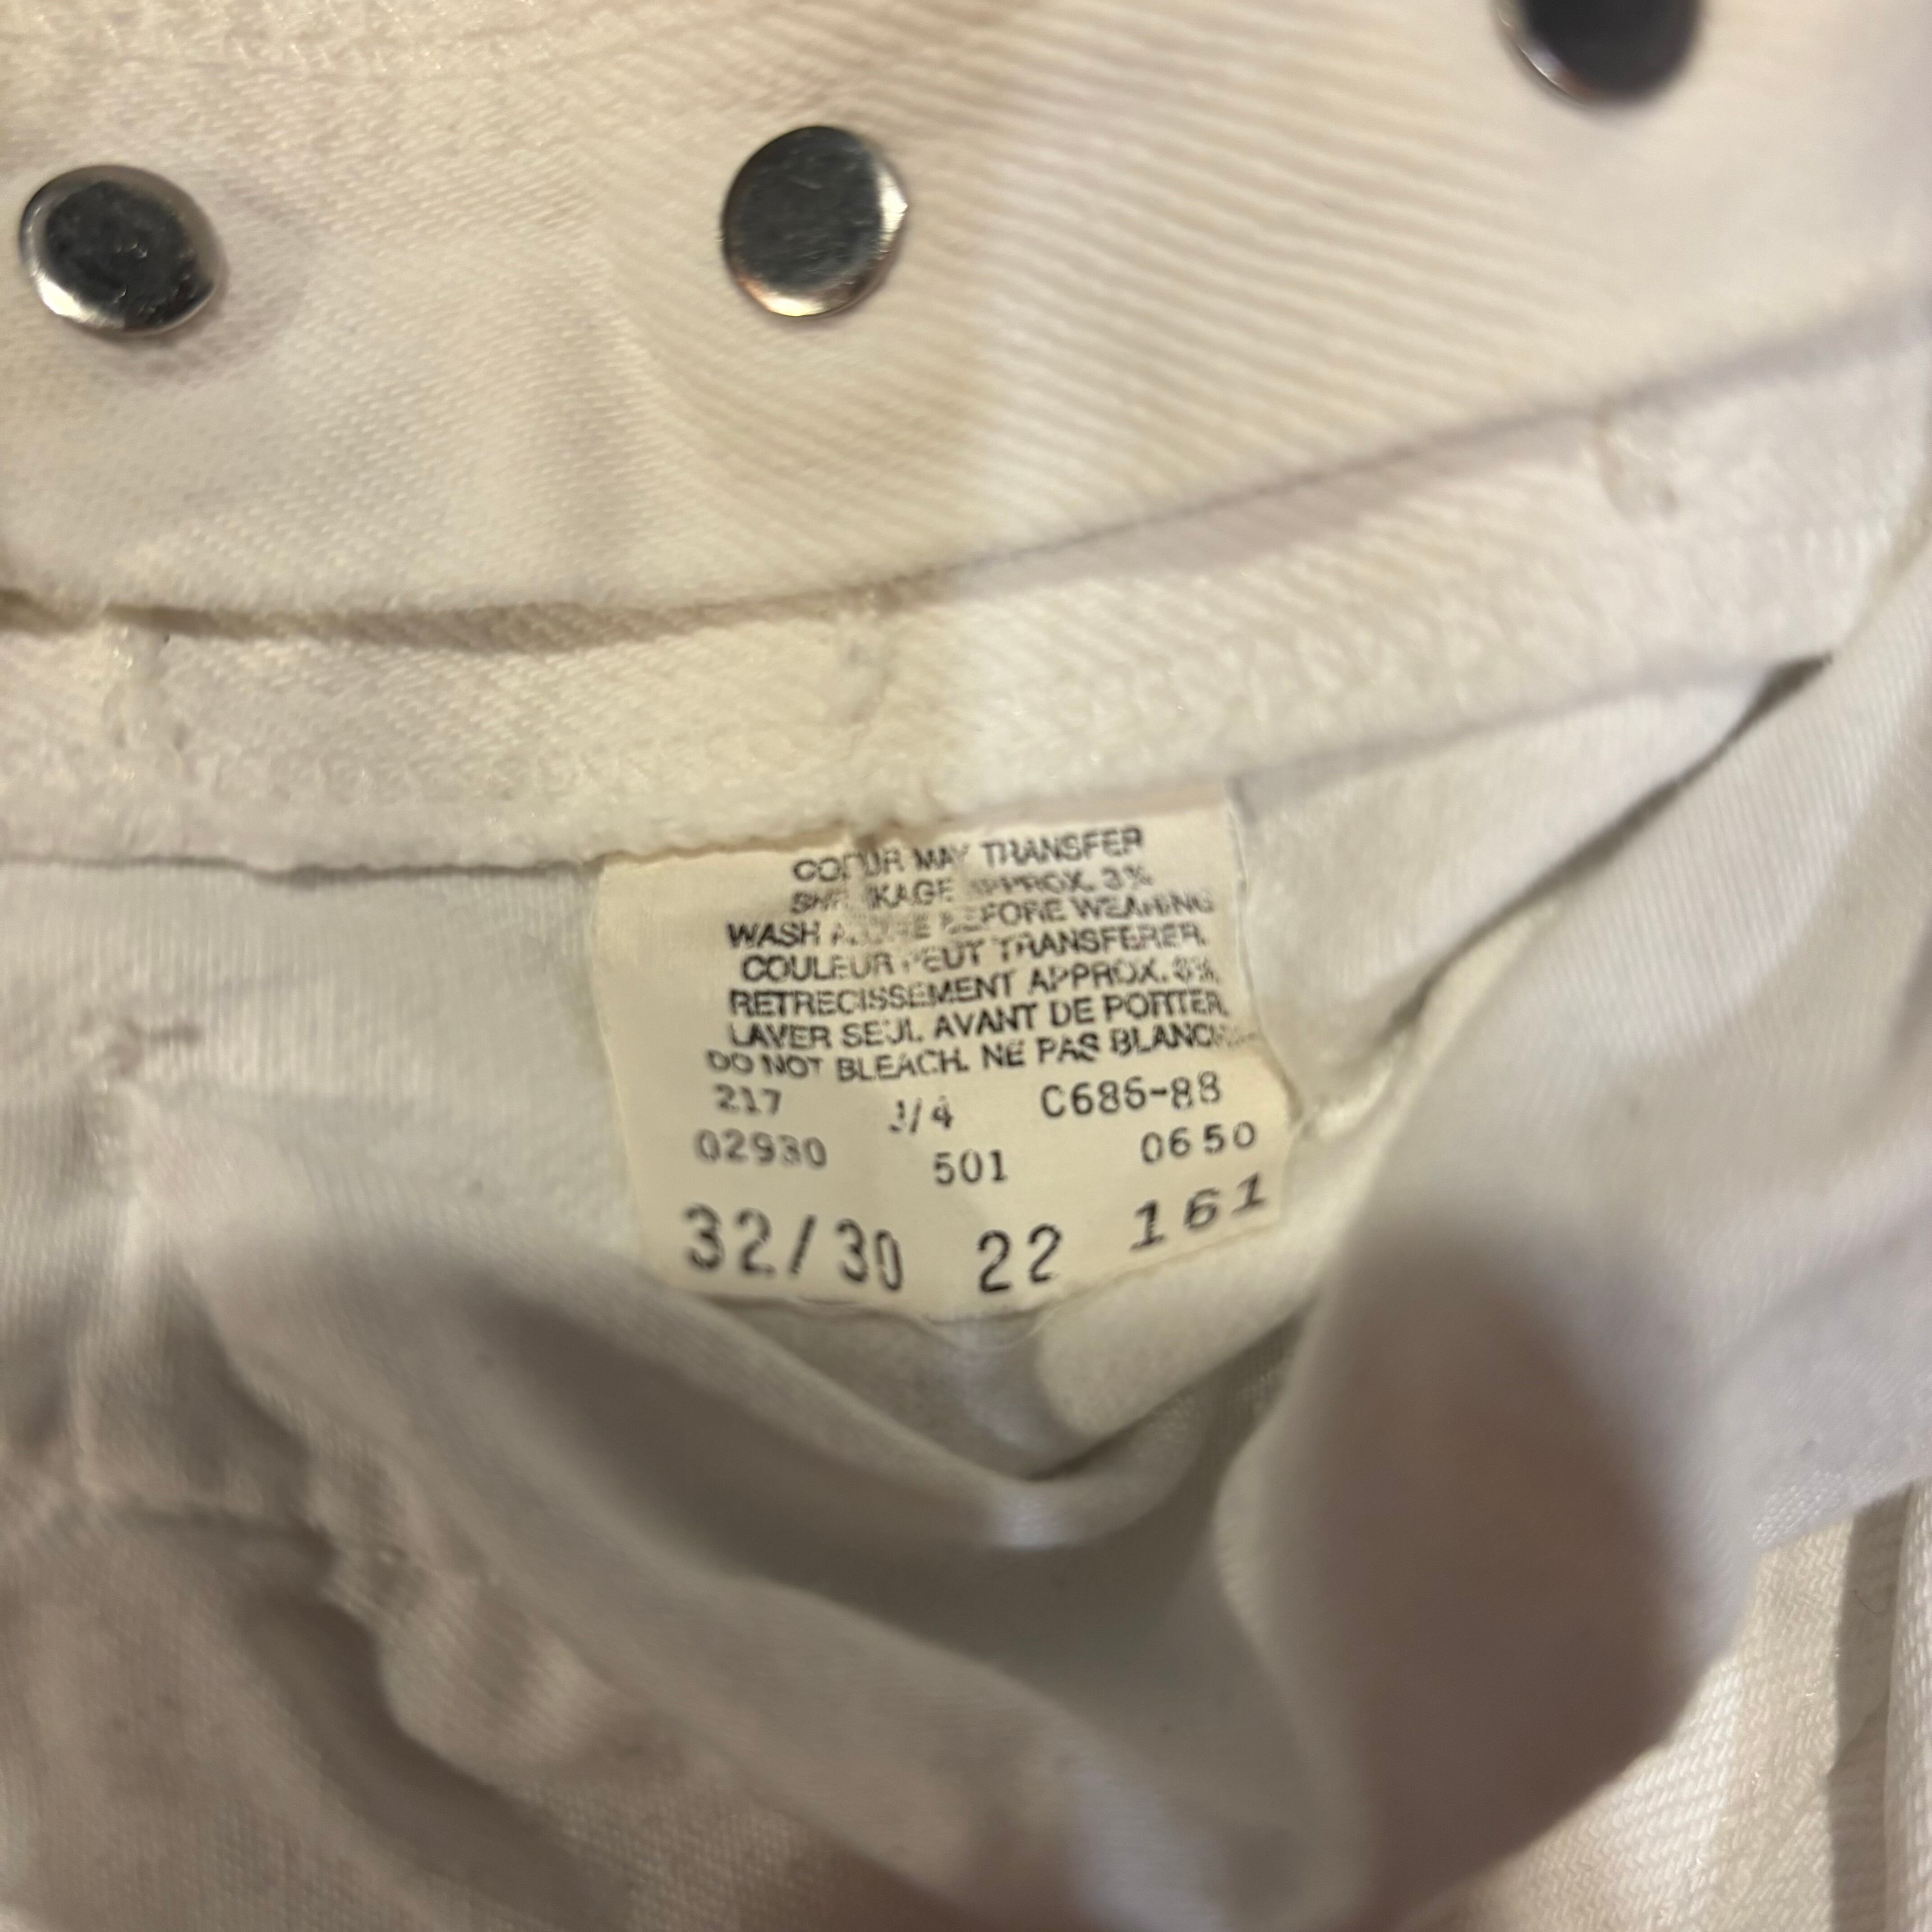 COLOUR MAY TRANSFER
SHRINKAGE APPROX. 3%
WASH BEFORE WEARING
COULEUR PEUT TRANSFERER.
RETRECISSEMENT APPROX. 3%
LAVER SEUL AVANT DE PORTER.
DO NOT BLEACH. NE PAS BLANCHIR
217 1/4 C686-88
02930 501 0650
32/30 22 161